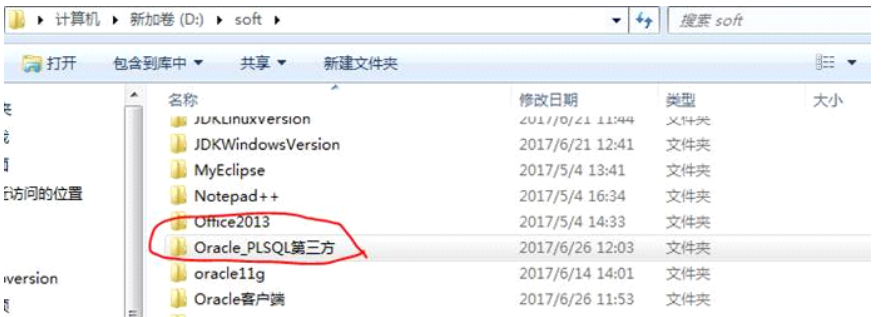 计算机 新加卷 (D:) soft 搜索 soft
打开 包含到库中 共享 新建文件夹
名称 修改日期 类型 大小
JDKLinuxVersion 2017/6/21 11:44 文件夹
JDKWindowsVersion 2017/6/21 12:41 文件夹
MyEclipse 2017/5/4 13:41 文件夹
访问的位置 Notepad++ 2017/5/4 16:34 文件夹
Office2013 2017/5/4 14:33 文件夹
Oracle_PLSQL第三方 2017/6/26 12:03 文件夹
version oracle11g 2017/6/14 14:01 文件夹
Oracle客户端 2017/6/26 11:53 文件夹